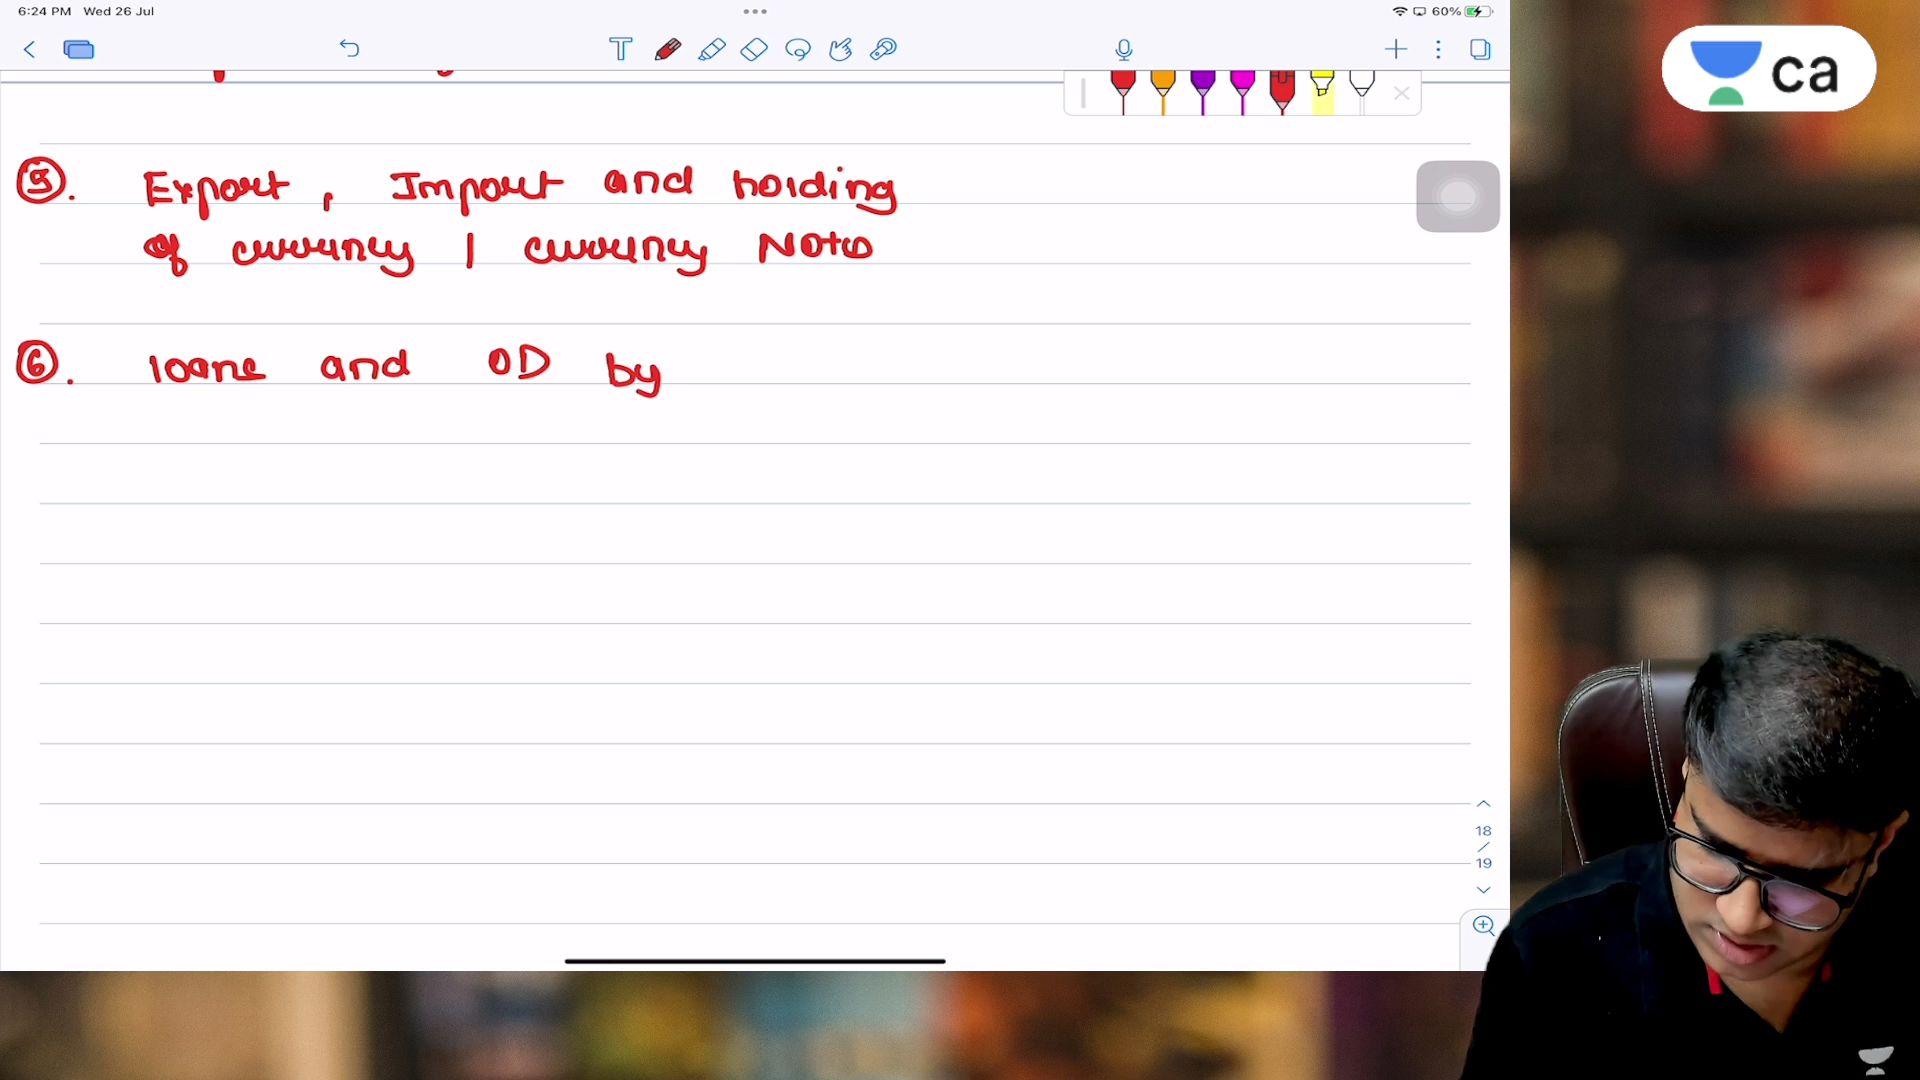 6:24 PM Wed 26 Jul
60%
T
ca
5. Export, Import and holding
of currency / currency Notes
6. loans and OD by
18
/
19